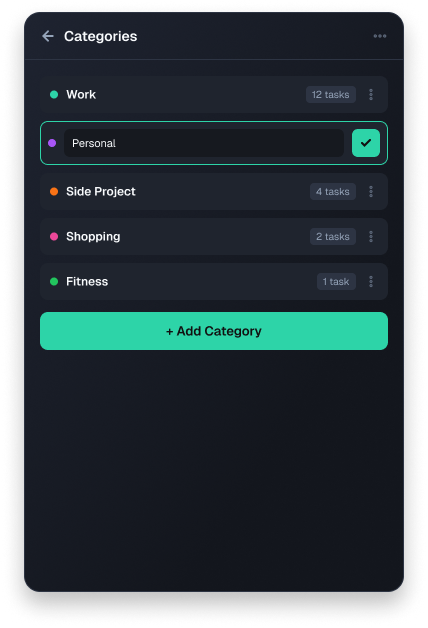 Categories
Work 12 tasks
Personal
Side Project 4 tasks
Shopping 2 tasks
Fitness 1 task
+ Add Category